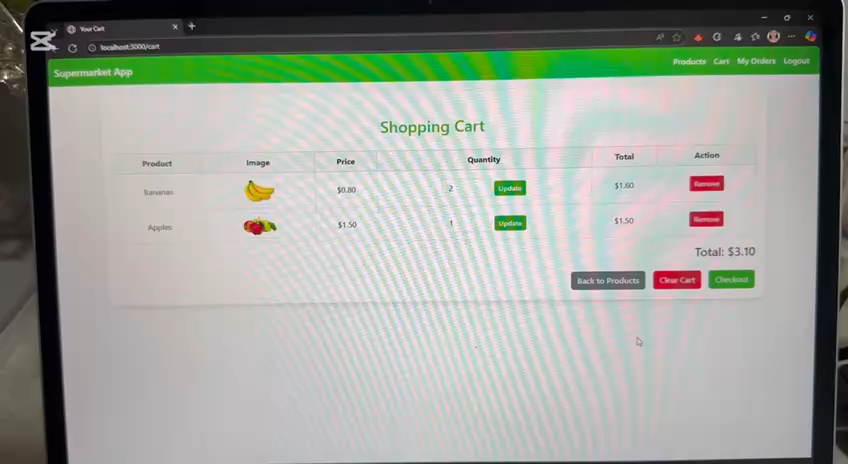 Your Cart
localhost:3000/cart
Supermarket App
Products Cart My Orders Logout
Shopping Cart
Product Image Price Quantity Total Action
Bananas $0.80 2 Update $1.60 Remove
Apples $1.50 1 Update $1.50 Remove
Total: $3.10
Back to Products Clear Cart Checkout